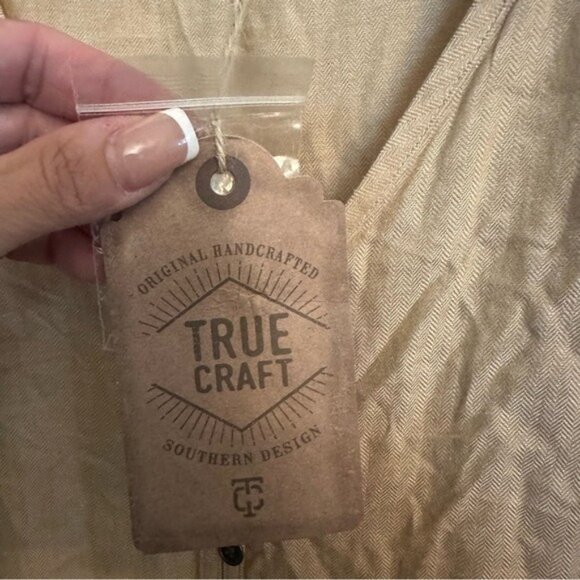 ORIGINAL HANDCRAFTED
TRUE
CRAFT
SOUTHERN DESIGN
TC